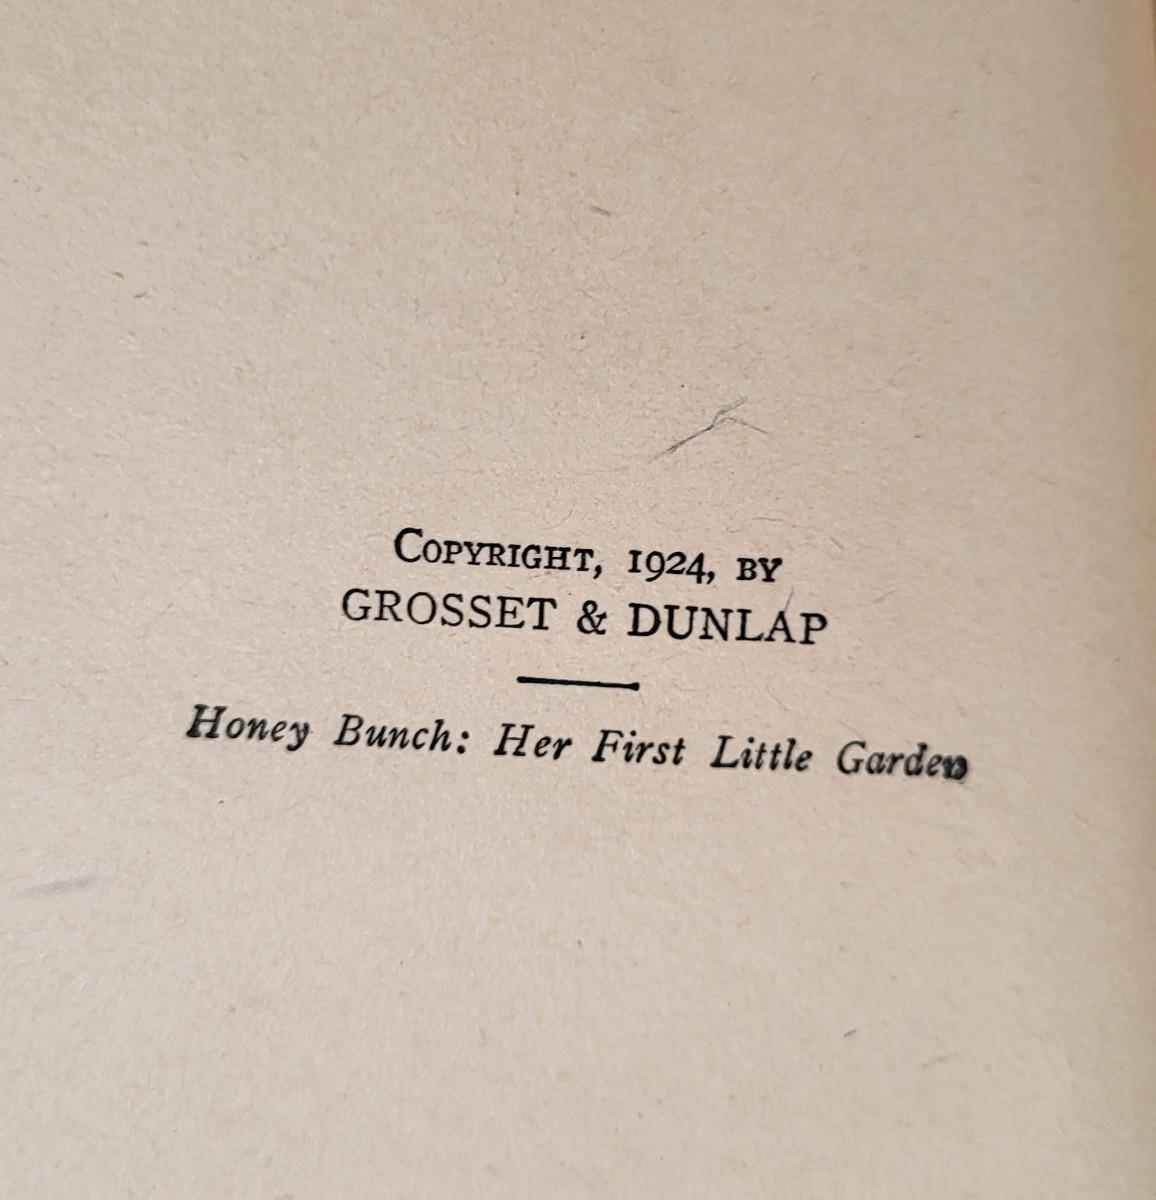 Copyright, 1924, by
GROSSET & DUNLAP
Honey Bunch: Her First Little Garden